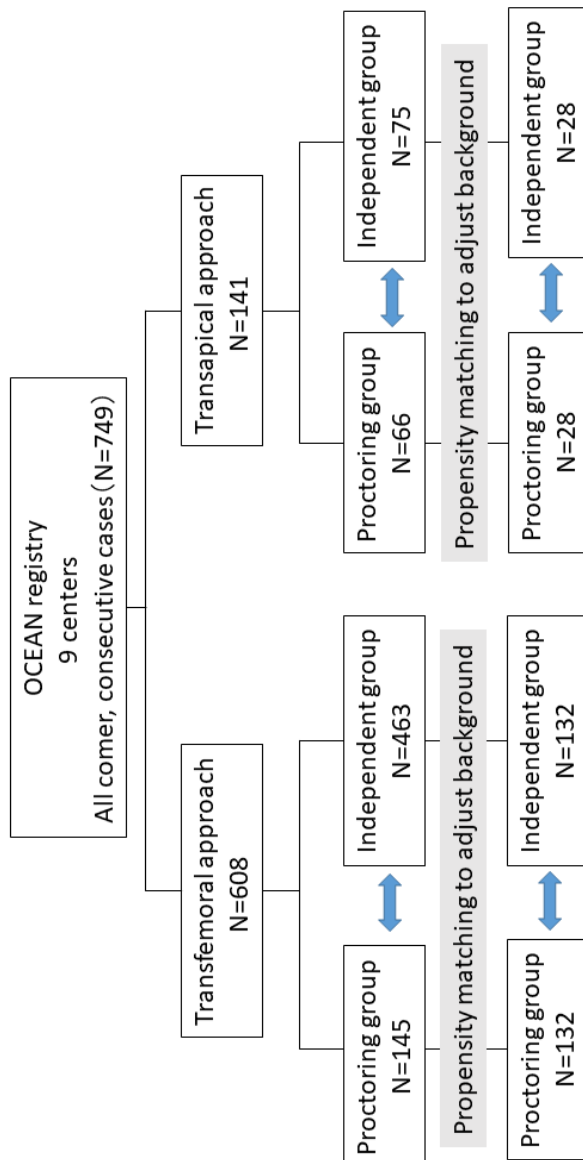 OCEAN registry
9 centers
All comer, consecutive cases(N=749)
Transfemoral approach
N=608
Transapical approach
N=141
Proctoring group
N=145
Independent group
N=463
Proctoring group
N=66
Independent group
N=75
Propensity matching to adjust background
Propensity matching to adjust background
Proctoring group
N=132
Independent group
N=132
Proctoring group
N=28
Independent group
N=28